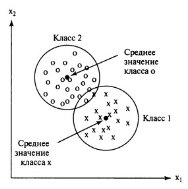 x₂
Класс 2
Среднее
значение
класса о
Класс 1
Среднее
значение
класса х
x₁